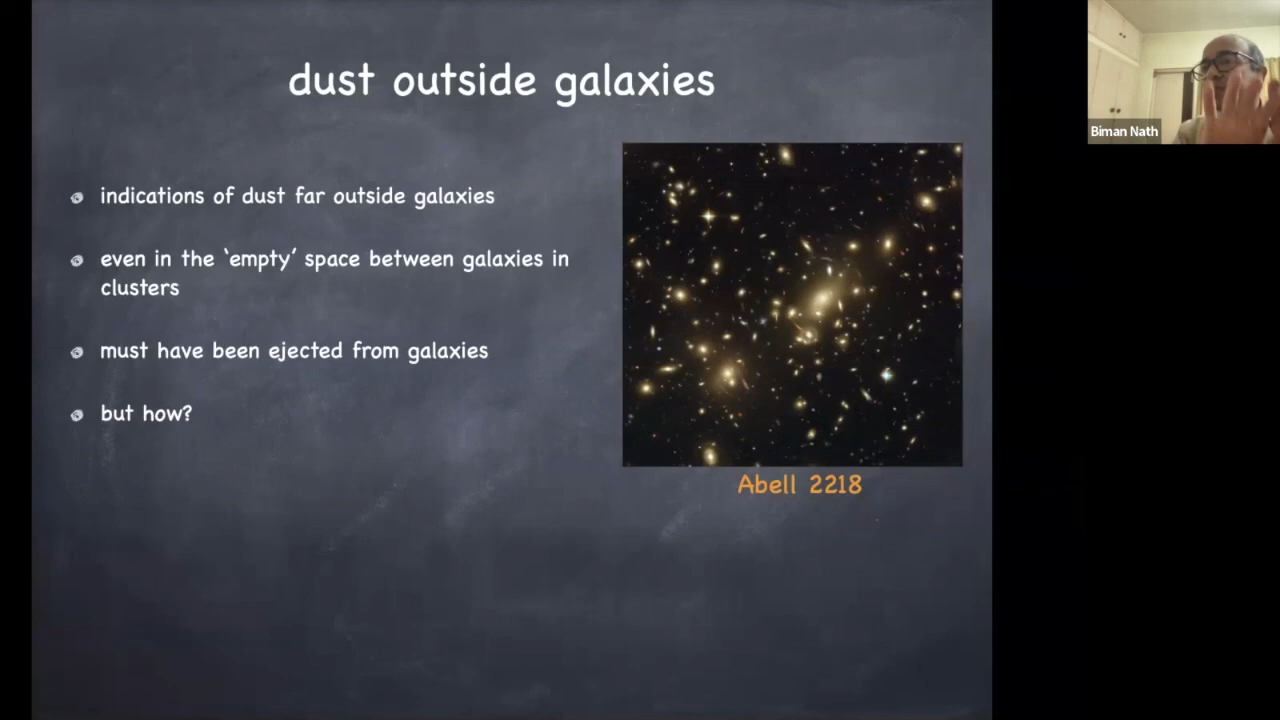 dust outside galaxies
indications of dust far outside galaxies
even in the ‘empty’ space between galaxies in
clusters
must have been ejected from galaxies
but how?
Abell 2218
Biman Nath